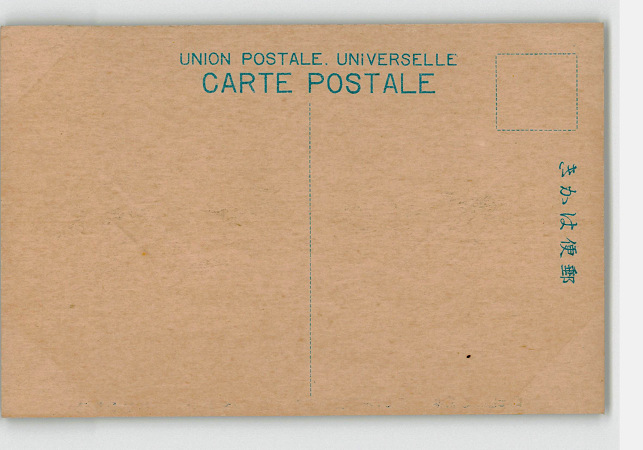 UNION POSTALE. UNIVERSELLE
CARTE POSTALE
きかは便郵